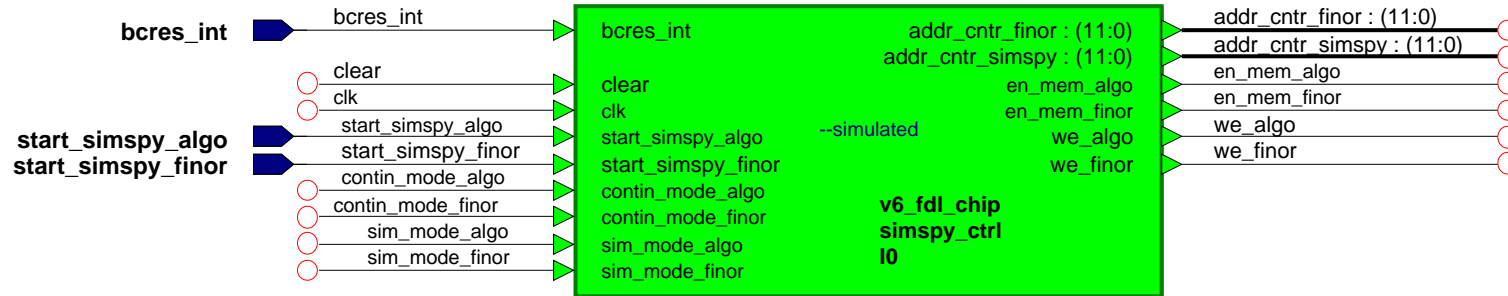 bcres_int
bcres_int
bcres_int
addr_cntr_finor : (11:0)
addr_cntr_finor : (11:0)
addr_cntr_simspy : (11:0)
addr_cntr_simspy : (11:0)
clear
clear
en_mem_algo
en_mem_algo
clk
clk
en_mem_finor
en_mem_finor
start_simspy_algo
start_simspy_algo
start_simspy_algo
--simulated
we_algo
we_algo
start_simspy_finor
start_simspy_finor
start_simspy_finor
we_finor
we_finor
contin_mode_algo
contin_mode_algo
contin_mode_finor
contin_mode_finor
v6_fdl_chip
sim_mode_algo
sim_mode_algo
simspy_ctrl
sim_mode_finor
sim_mode_finor
I0